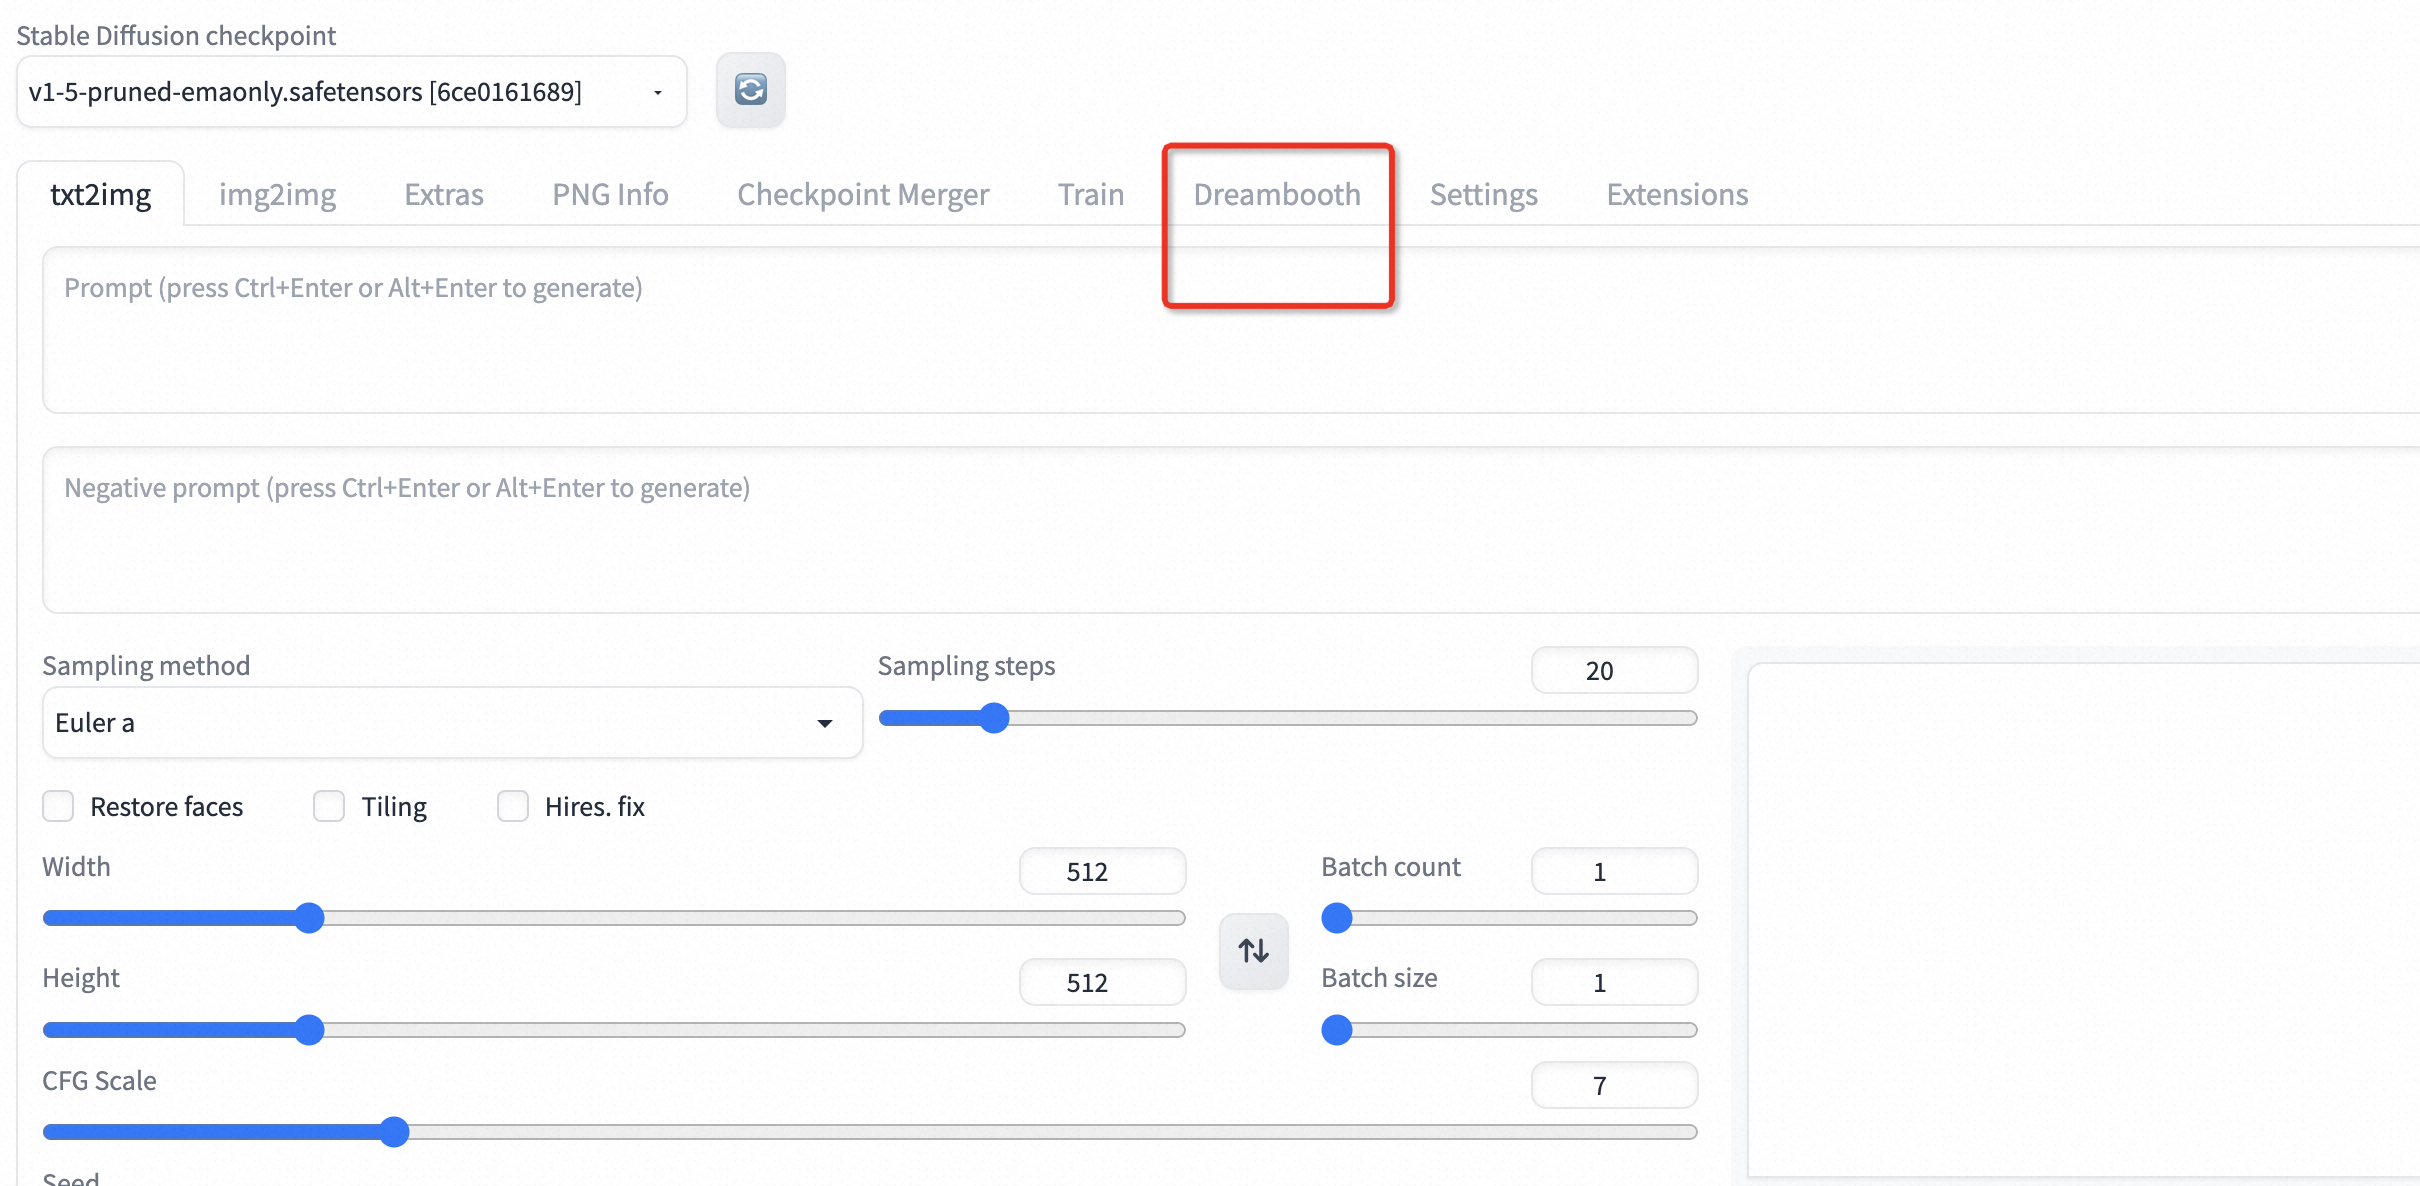 Stable Diffusion checkpoint
v1-5-pruned-emaonly.safetensors [6ce0161689]
txt2img img2img Extras PNG Info Checkpoint Merger Train Dreambooth Settings Extensions
Prompt (press Ctrl+Enter or Alt+Enter to generate)
Negative prompt (press Ctrl+Enter or Alt+Enter to generate)
Sampling method Sampling steps 20
Euler a
Restore faces Tiling Hires. fix
Width 512 Batch count 1
Height 512 Batch size 1
CFG Scale 7
Seed